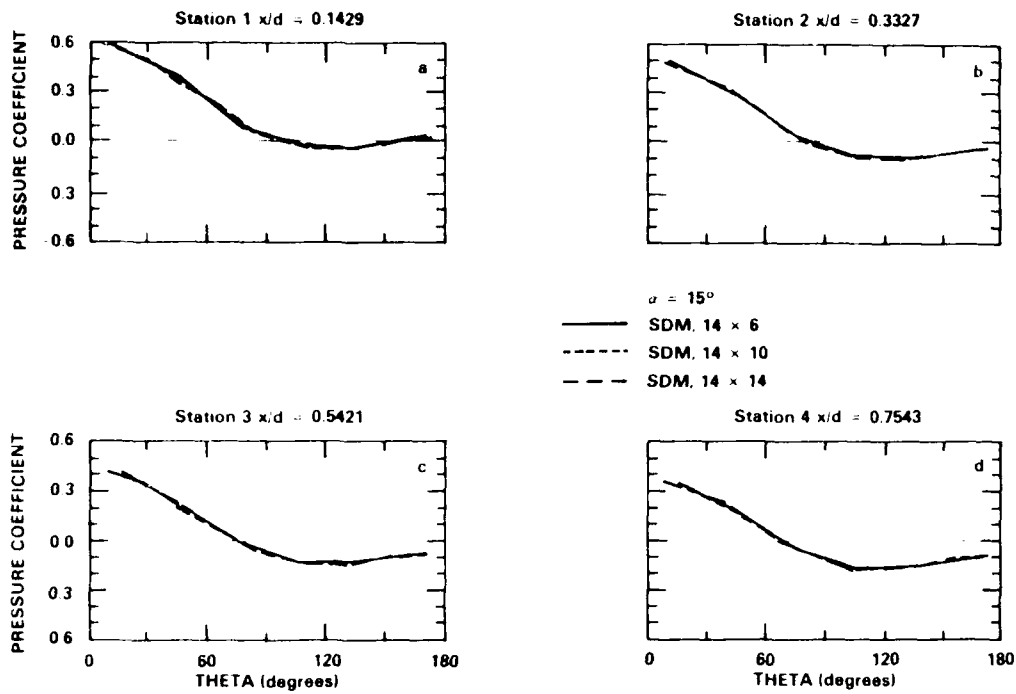 Station 1 x/d = 0.1429
Station 2 x/d = 0.3327
PRESSURE COEFFICIENT
0.6
0.3
0.0
0.3
0.6
a
b
α = 15°
SDM, 14 × 6
SDM, 14 × 10
SDM, 14 × 14
Station 3 x/d = 0.5421
Station 4 x/d = 0.7543
PRESSURE COEFFICIENT
0.6
0.3
0 0
0.3
0 6
c
d
0 60 120 180
0 60 120 180
THETA (degrees)
THETA (degrees)